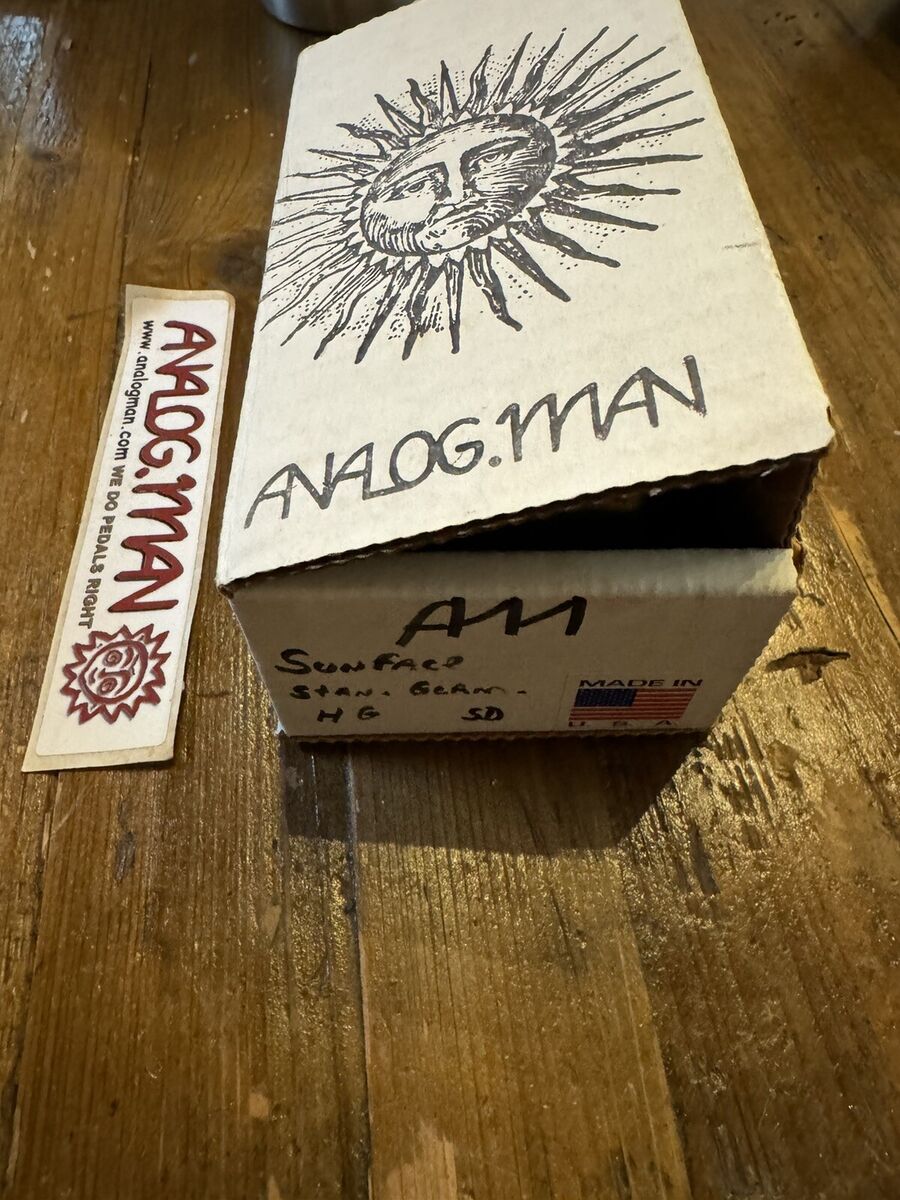 ANALOG.MAN
www.analogman.com WE DO PEDALS RIGHT
ANALOG.MAN
AM
SUNFACE
STAN. GERM.
HG SD
MADE IN
U.S.A.